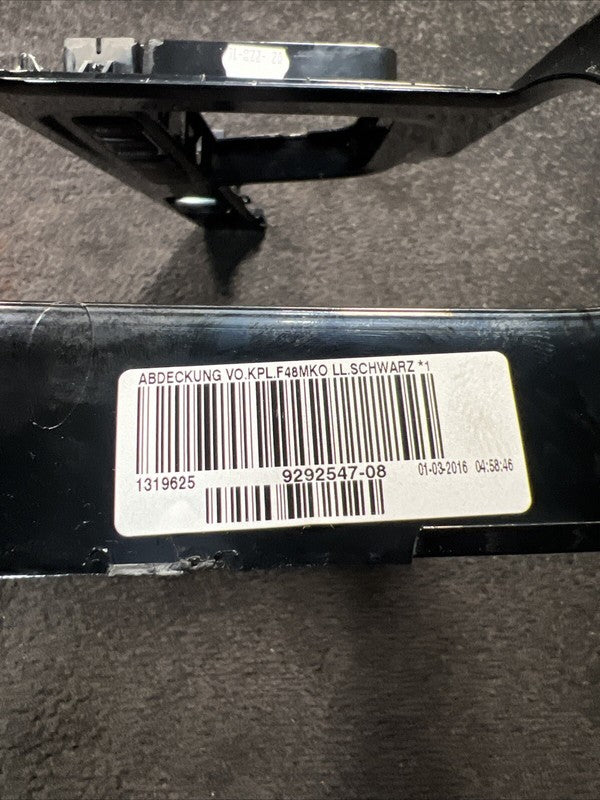 ABDECKUNG VO.KPL.F48MKO LL.SCHWARZ *1
1319625
9292547-08
01-03-2016 04:58:46